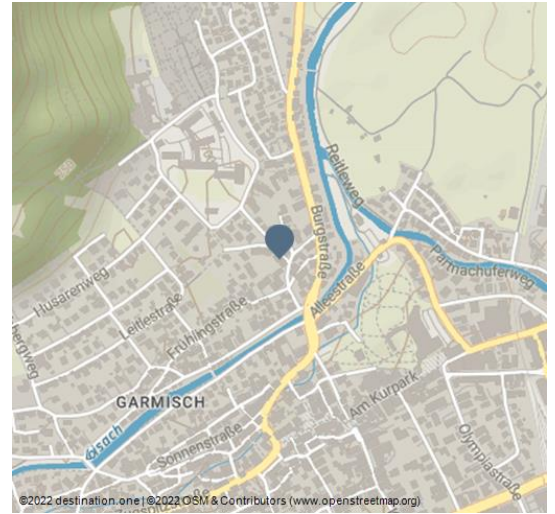 Reitleweg
Burgstraße
Partnachuferweg
Alleestraße
Husarenweg
Leitlestraße
Frühlingstraße
bergweg
GARMISCH
Am Kurpark
Loisach
Sonnenstraße
Olympiastraße
©2022 destination.one | ©2022 OSM & Contributors (www.openstreetmap.org)